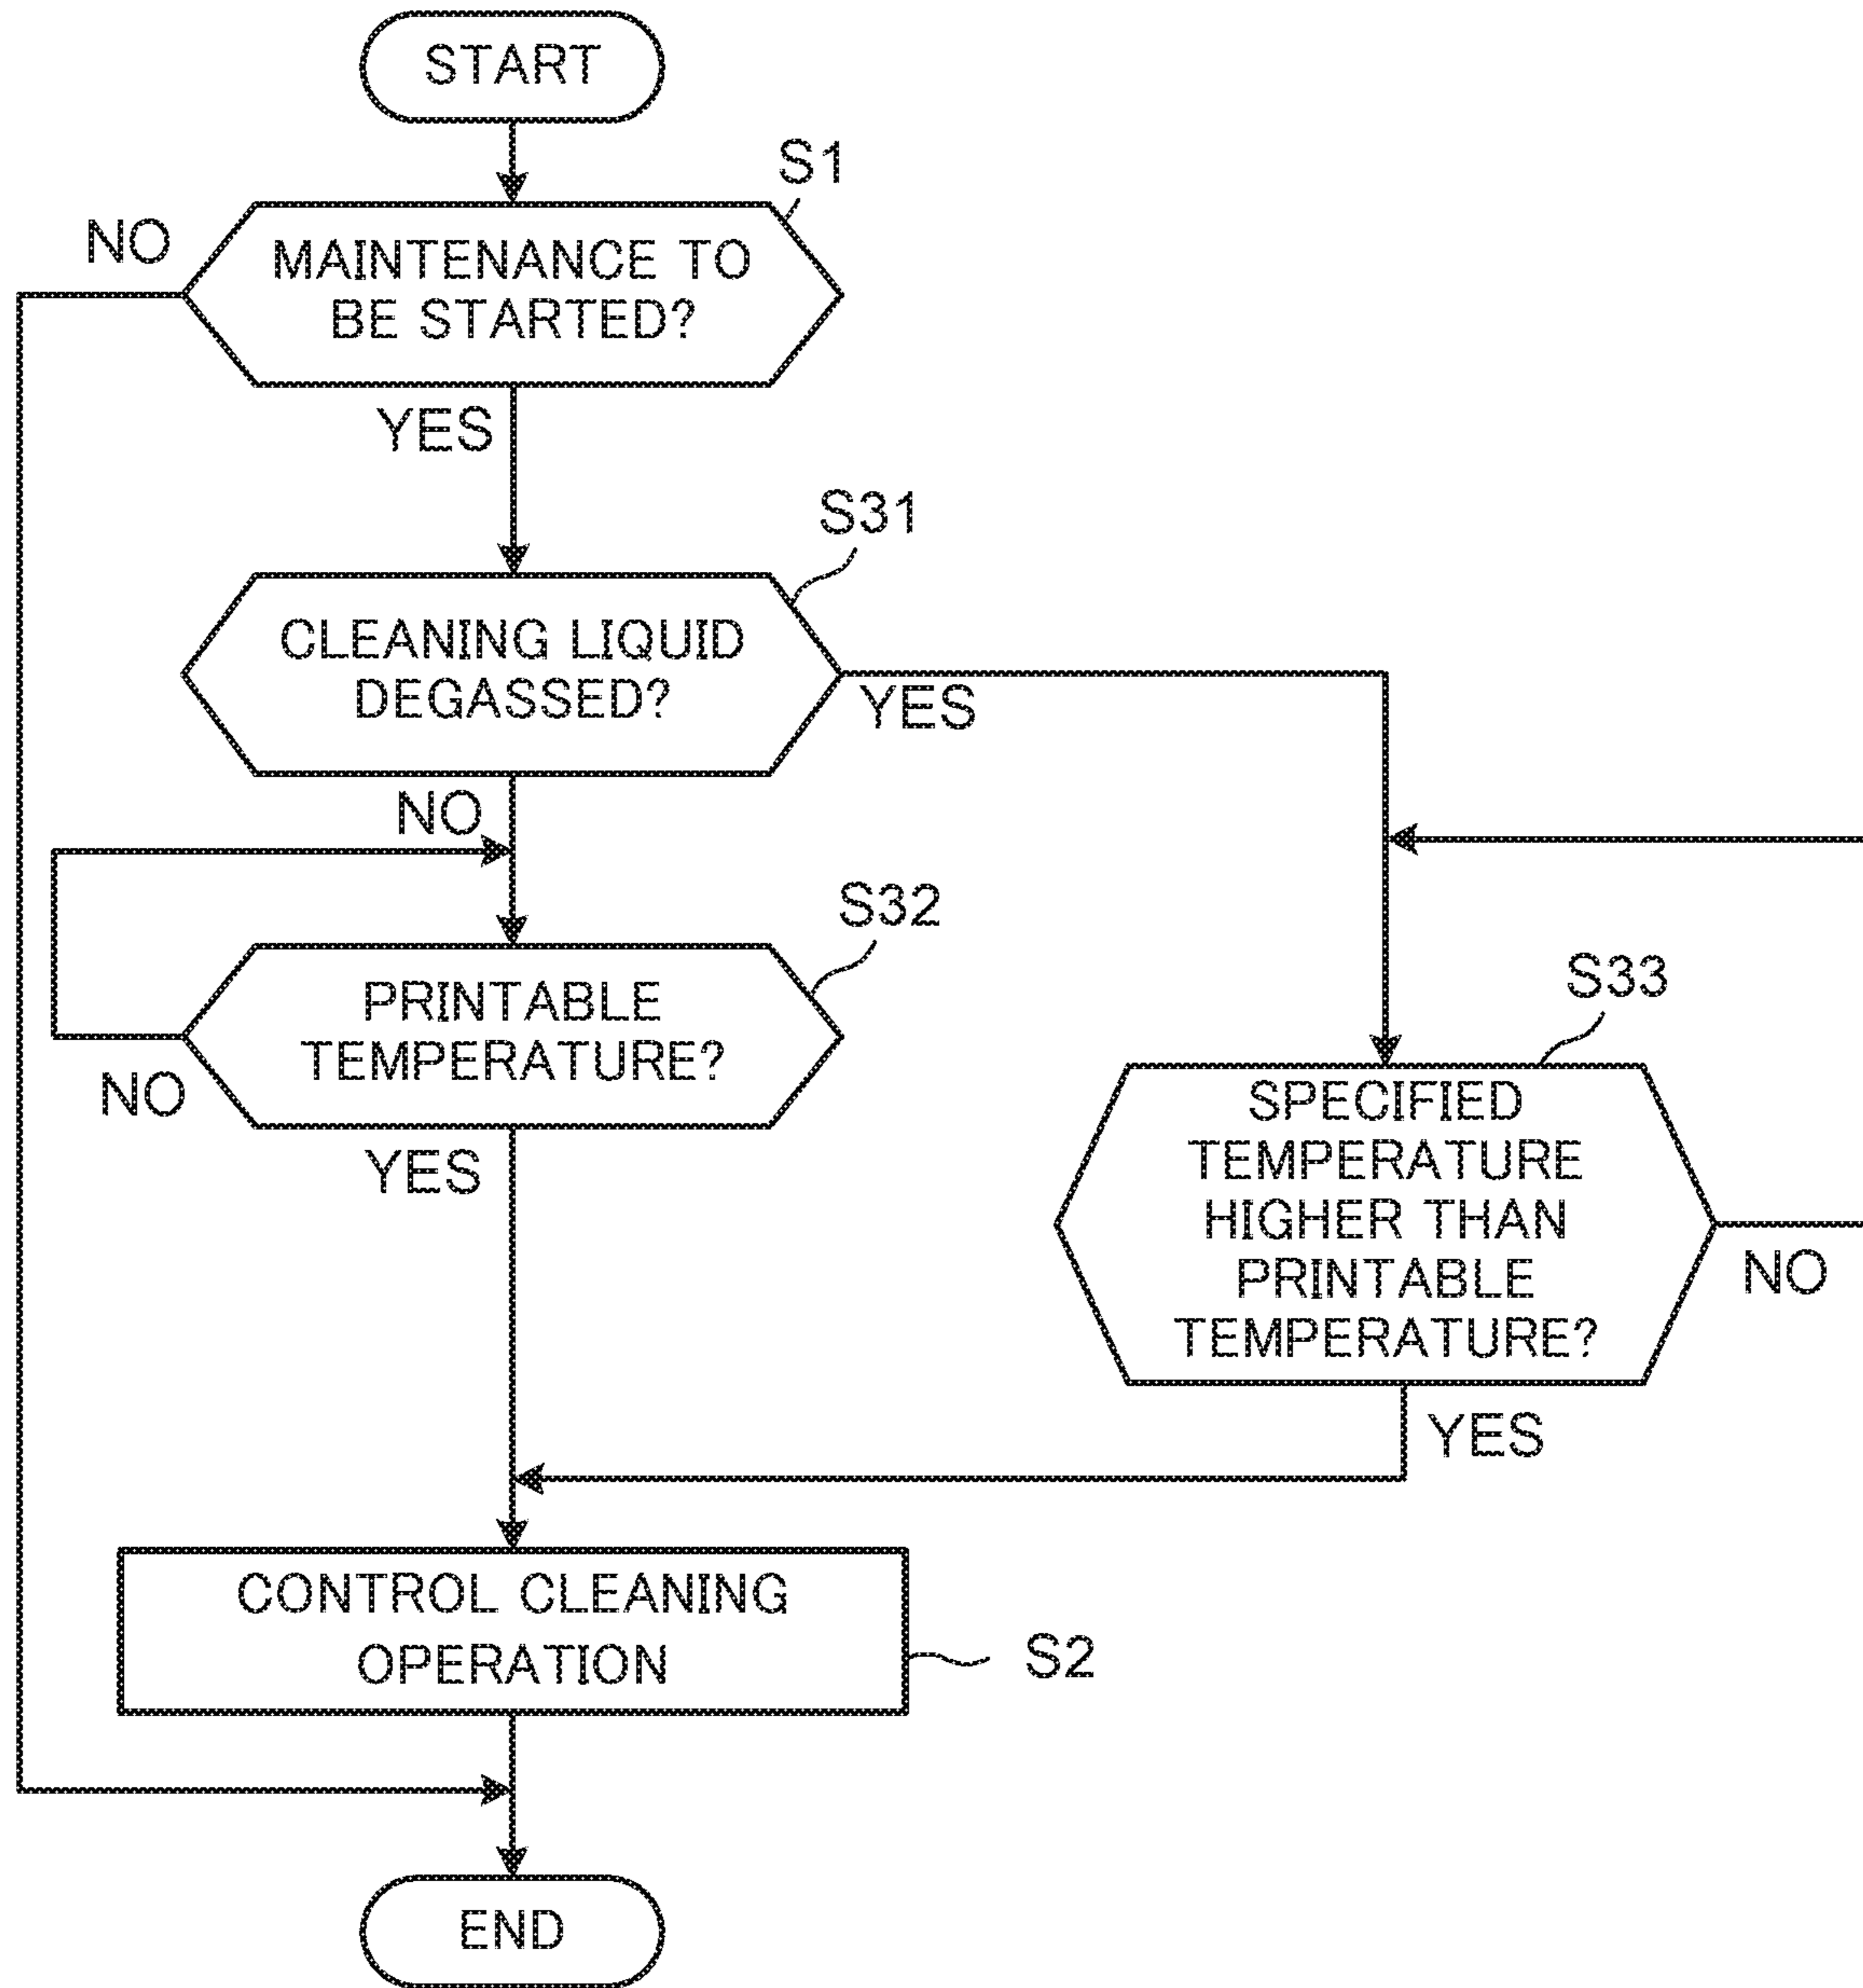 START
S1
NO
MAINTENANCE TO
BE STARTED?
YES
S31
CLEANING LIQUID
DEGASSED?
YES
NO
S32
PRINTABLE
TEMPERATURE?
NO
YES
S33
SPECIFIED
TEMPERATURE
HIGHER THAN
PRINTABLE
TEMPERATURE?
NO
YES
CONTROL CLEANING
OPERATION
S2
END